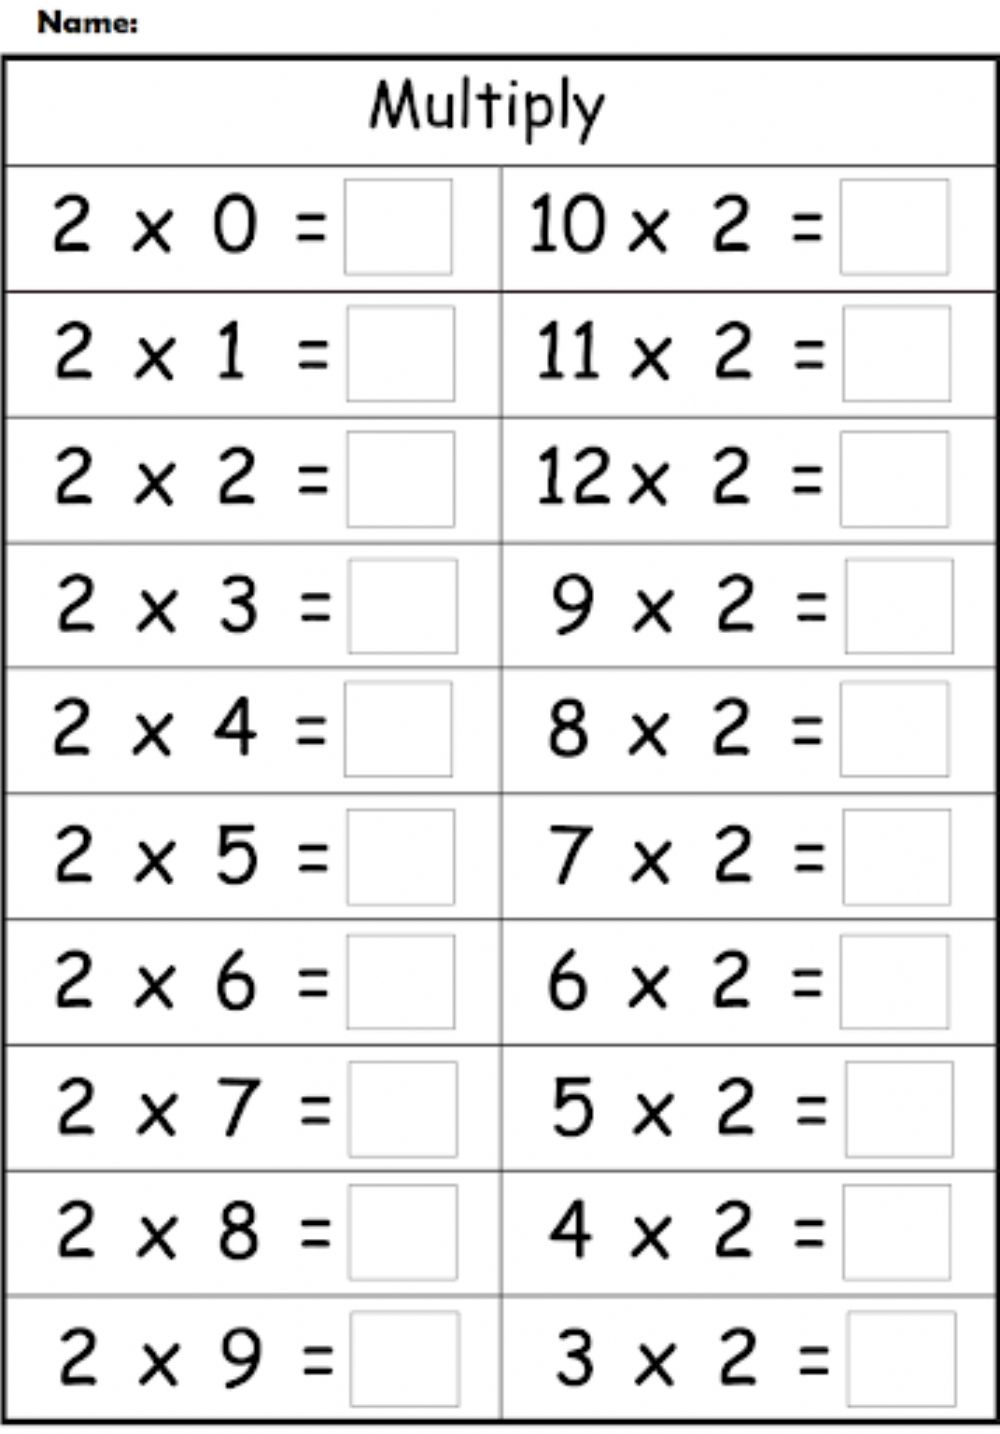 Name:
Multiply
2 x 0 = 10 x 2 =
2 x 1 = 11 x 2 =
2 x 2 = 12 x 2 =
2 x 3 = 9 x 2 =
2 x 4 = 8 x 2 =
2 x 5 = 7 x 2 =
2 x 6 = 6 x 2 =
2 x 7 = 5 x 2 =
2 x 8 = 4 x 2 =
2 x 9 = 3 x 2 =